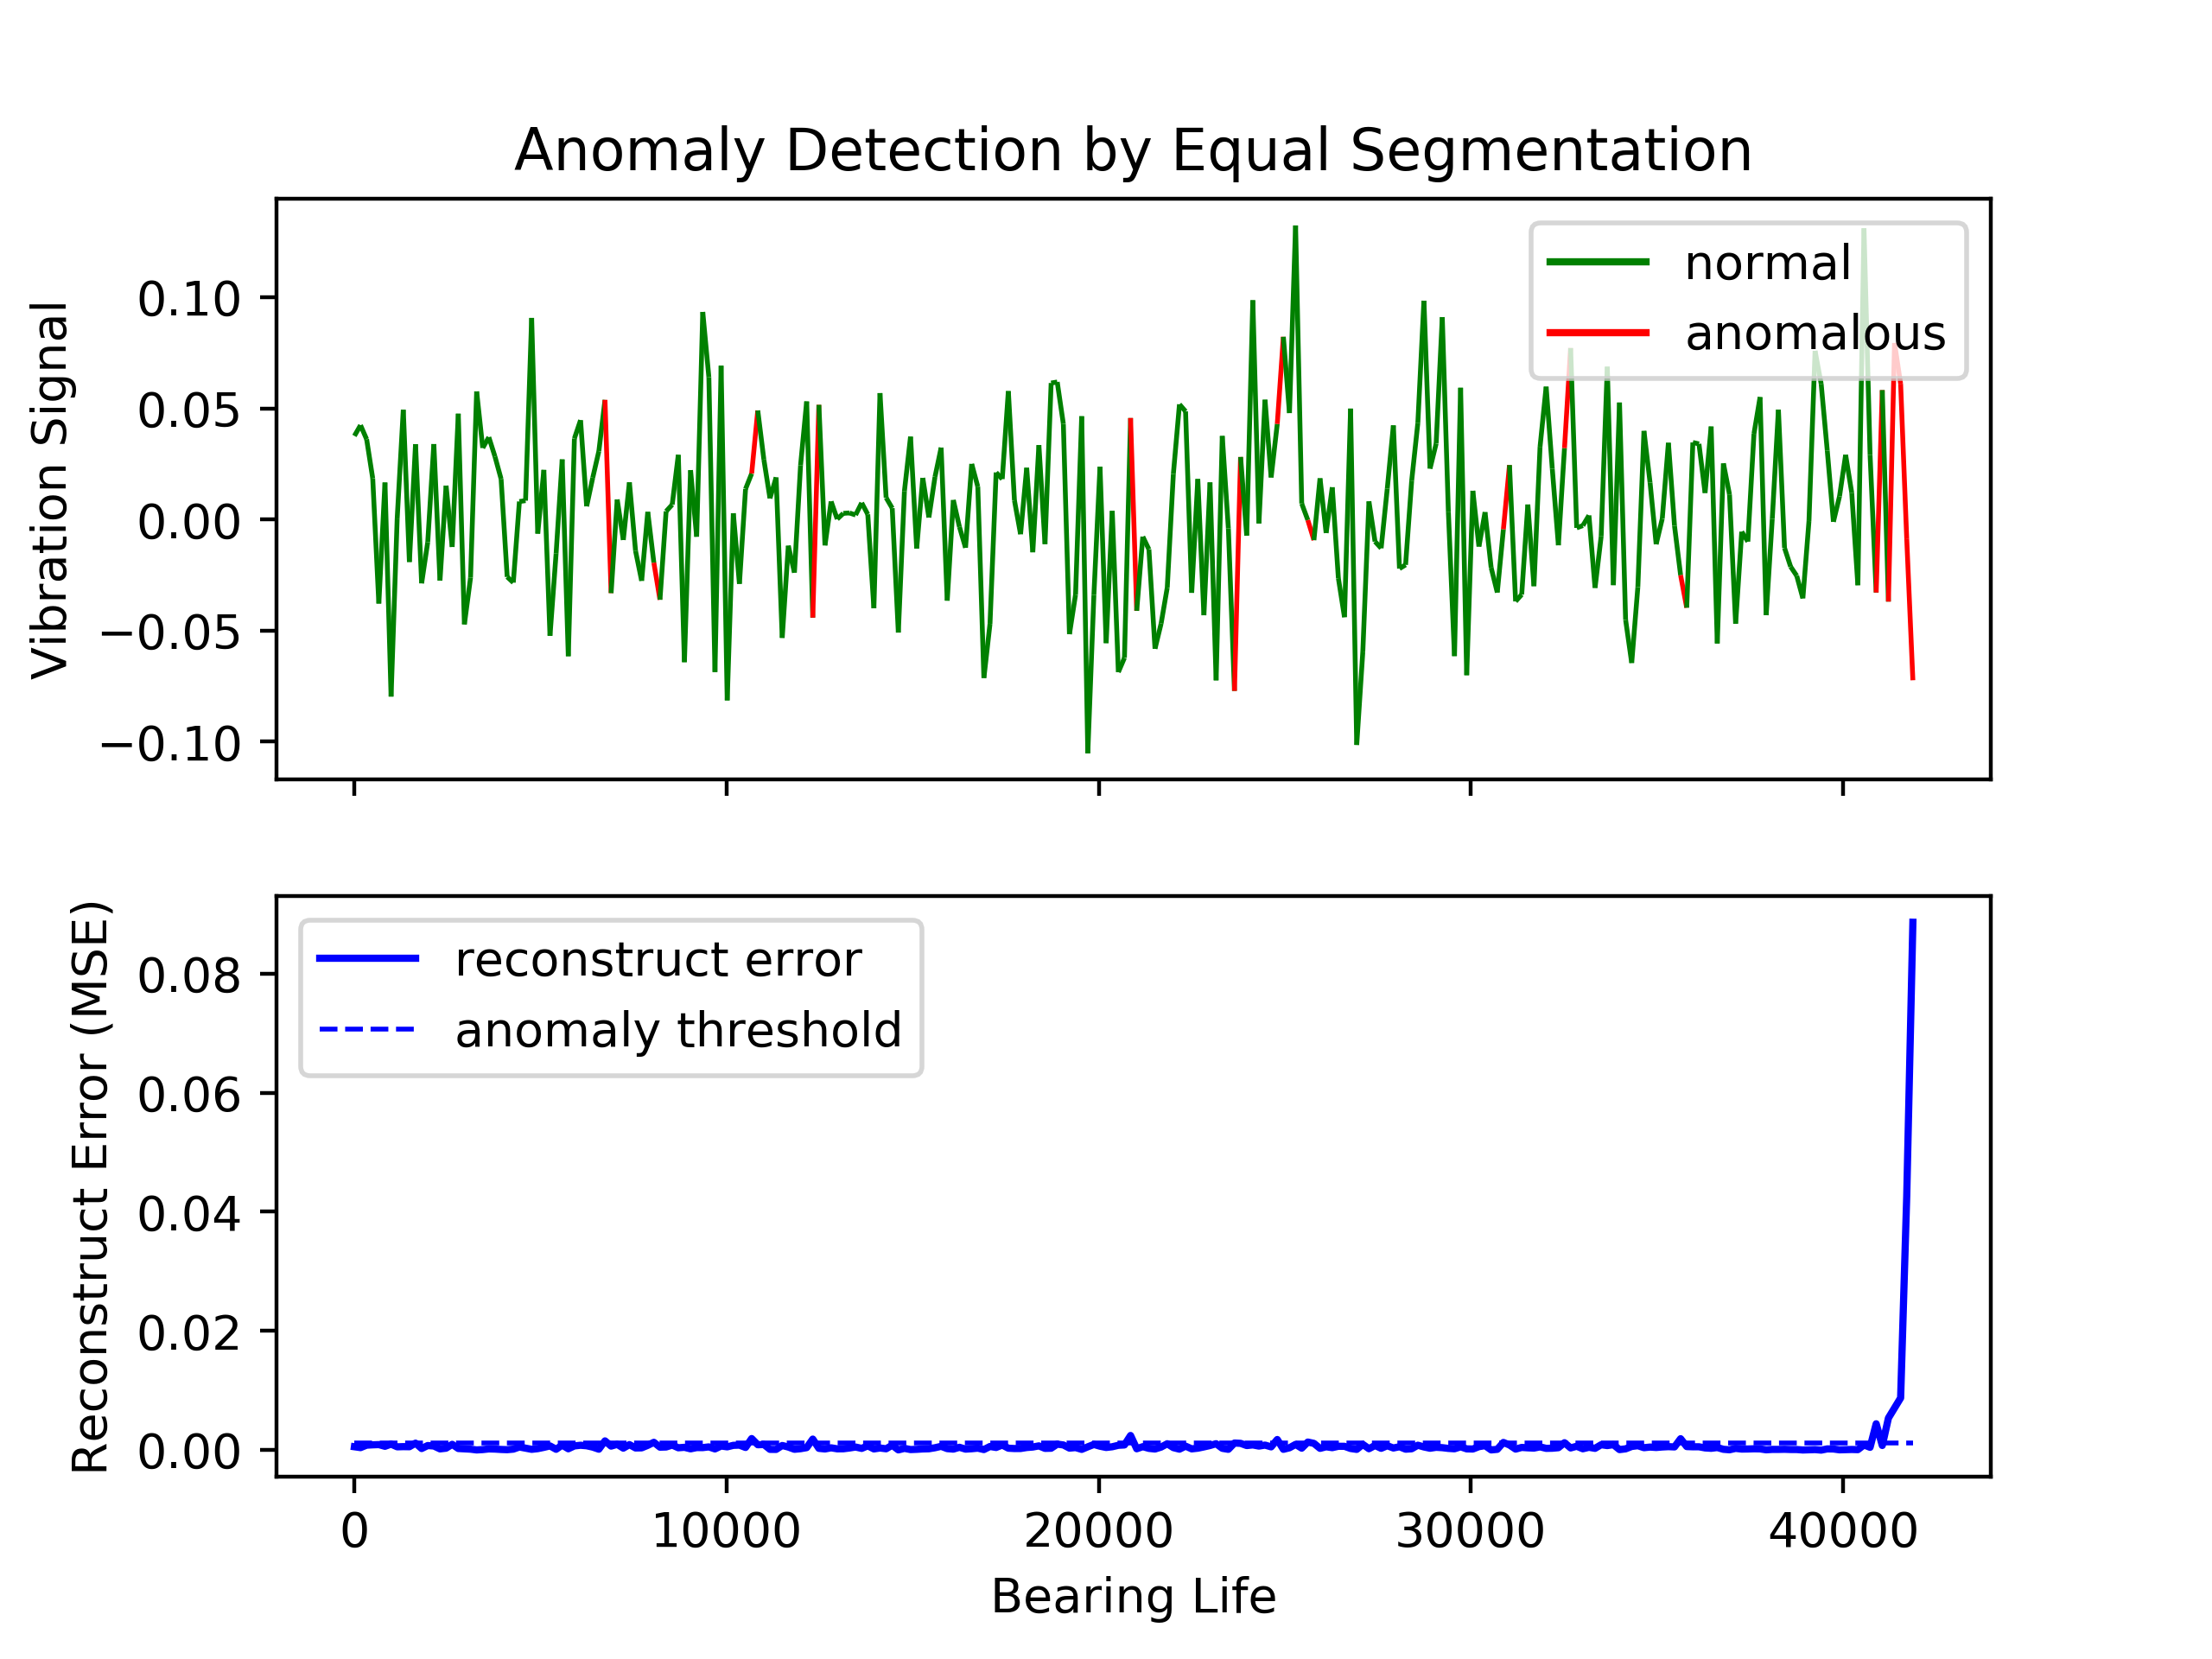 Anomaly Detection by Equal Segmentation
Vibration Signal
0.10
0.05
0.00
−0.05
−0.10
normal
anomalous
Reconstruct Error (MSE)
0.08
0.06
0.04
0.02
0.00
reconstruct error
anomaly threshold
0 10000 20000 30000 40000
Bearing Life